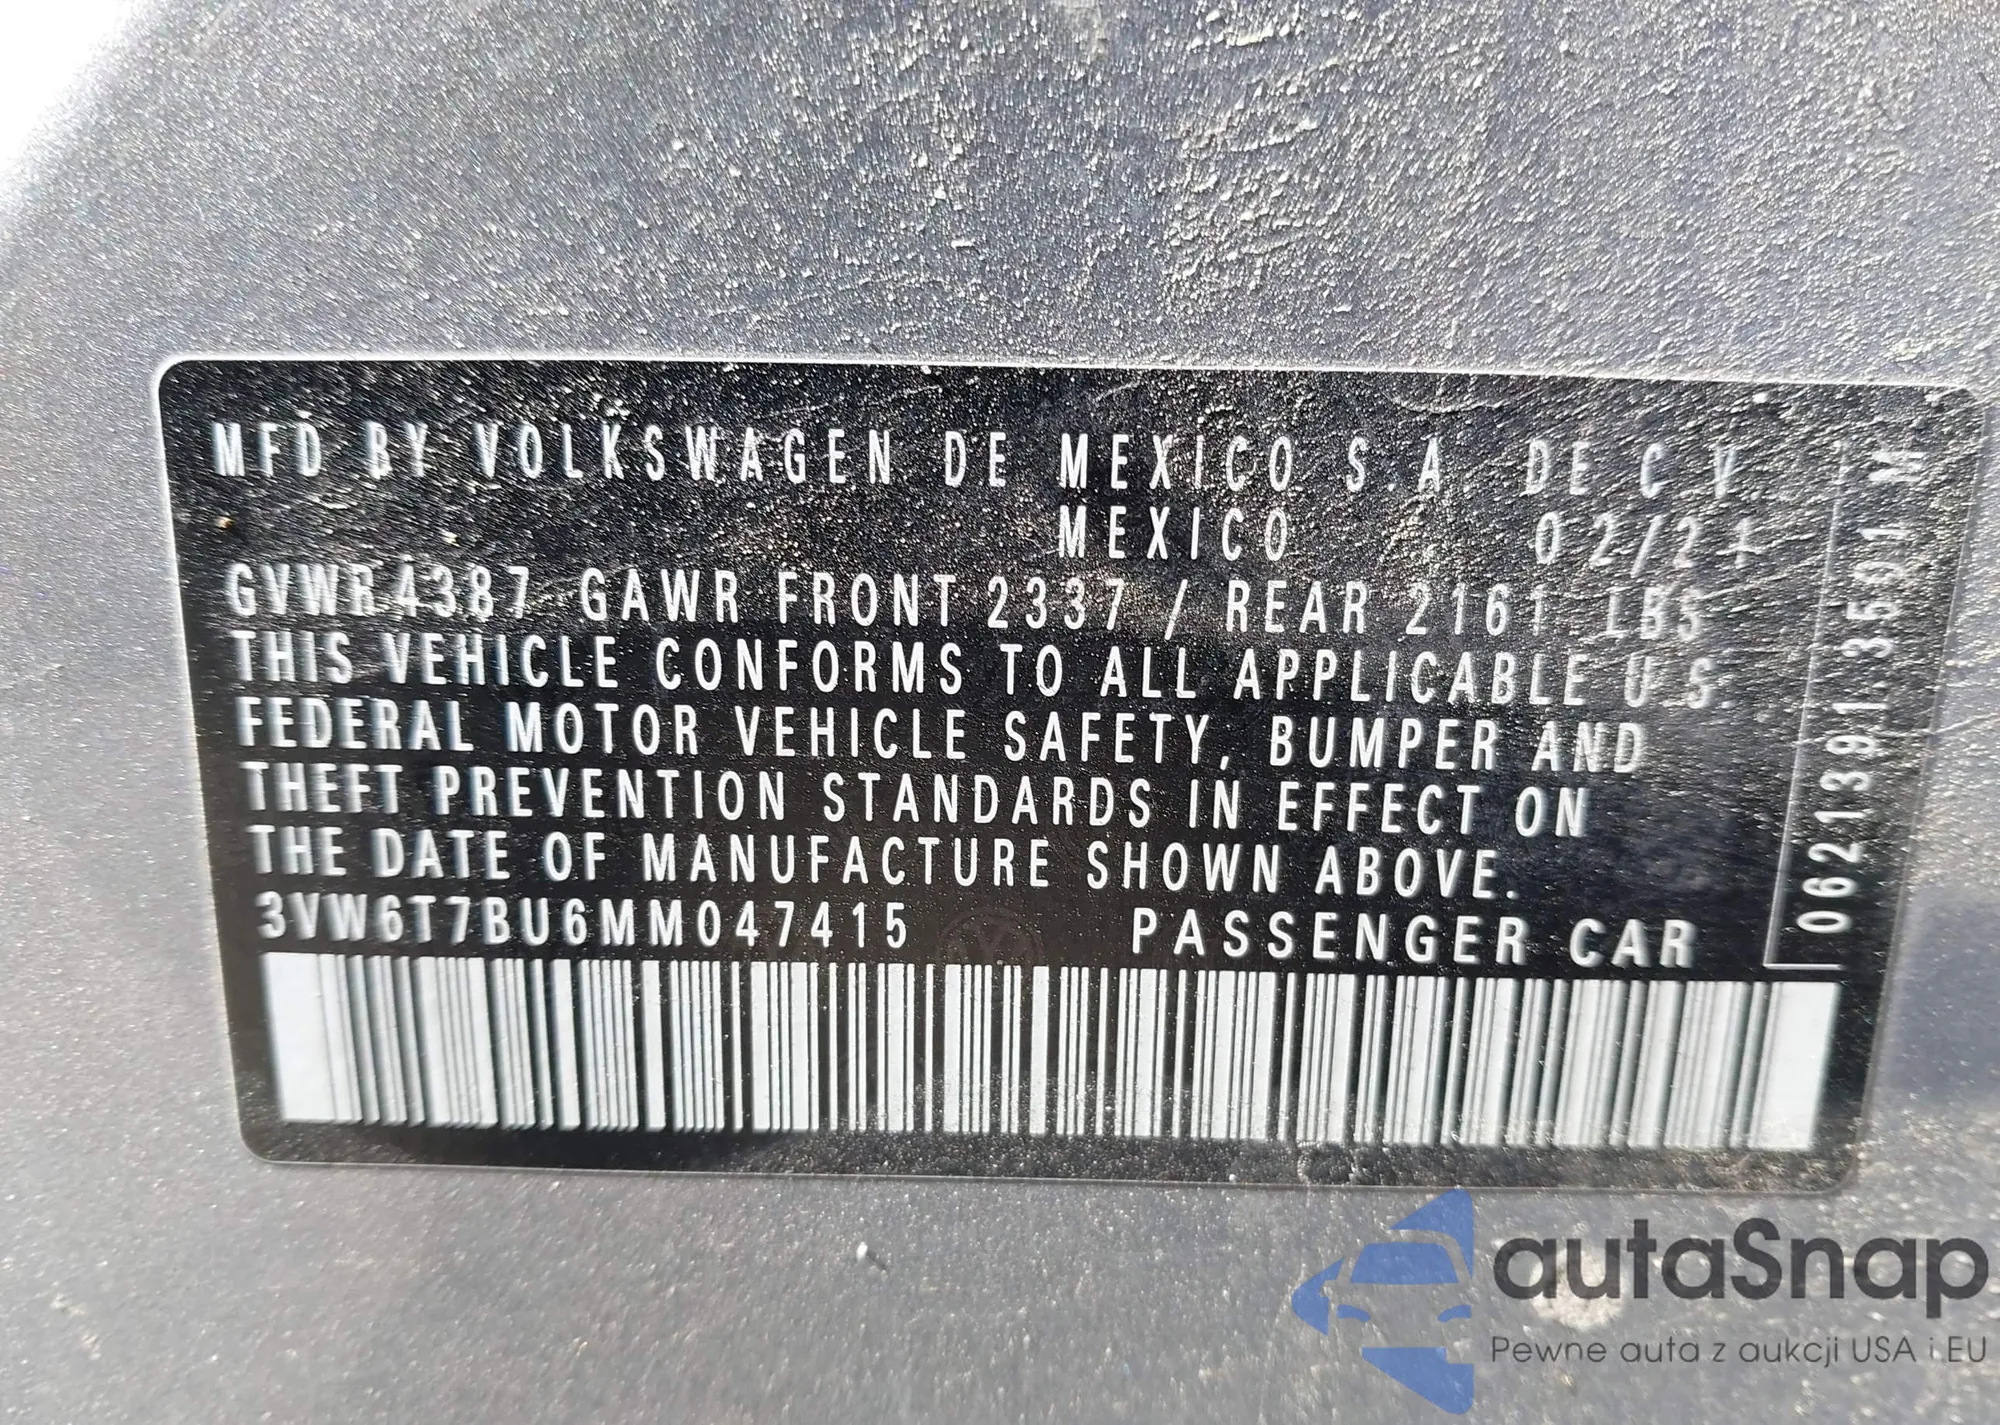 MFD BY VOLKSWAGEN DE MEXICO S.A. DE C V.
MEXICO 02/21
GVWR 4387 GAWR FRONT 2337 / REAR 2161 LBS
THIS VEHICLE CONFORMS TO ALL APPLICABLE U.S.
FEDERAL MOTOR VEHICLE SAFETY, BUMPER AND
THEFT PREVENTION STANDARDS IN EFFECT ON
THE DATE OF MANUFACTURE SHOWN ABOVE.
3VW6T7BU6MM047415 PASSENGER CAR
0621391 3591 M
autaSnap
Pewne auta z aukcji USA i EU